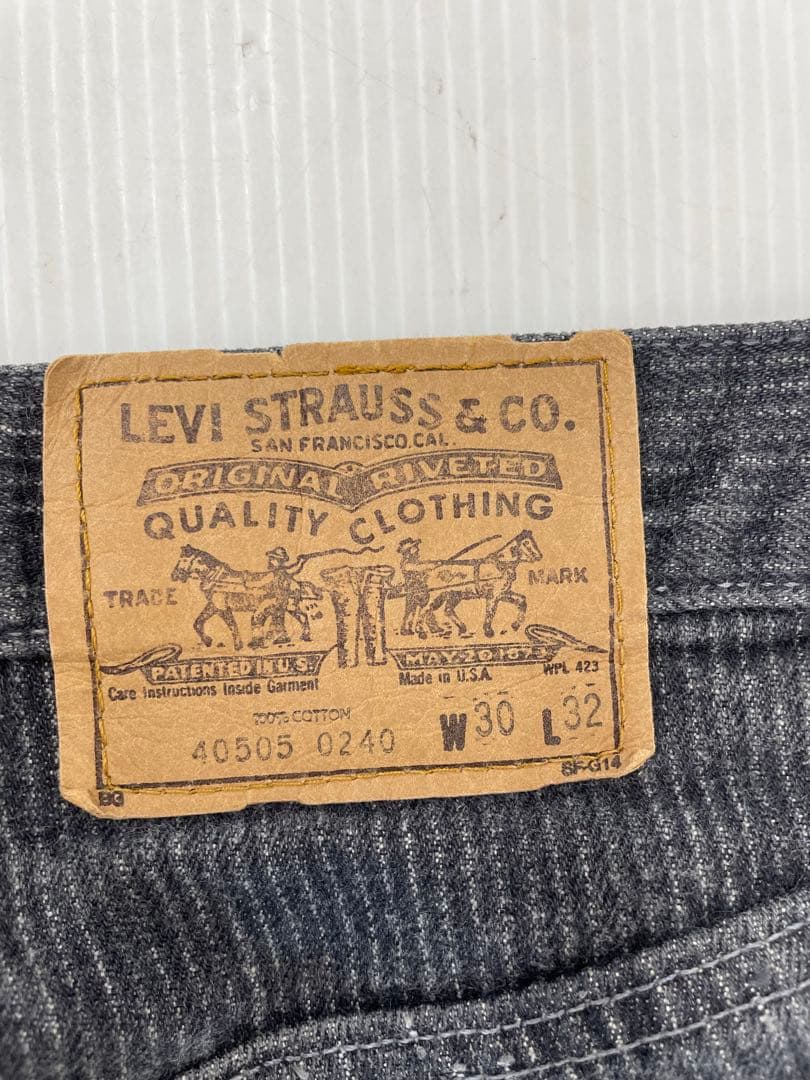 LEVI STRAUSS & CO.
SAN FRANCISCO, CAL.
ORIGINAL RIVETED
QUALITY CLOTHING
TRADE MARK
PATENTED IN U.S. MAY 20 1873
Care Instructions Inside Garment Made in U.S.A. WPL 423
100% COTTON
40505 0240 W 30 L 32
SF-G14